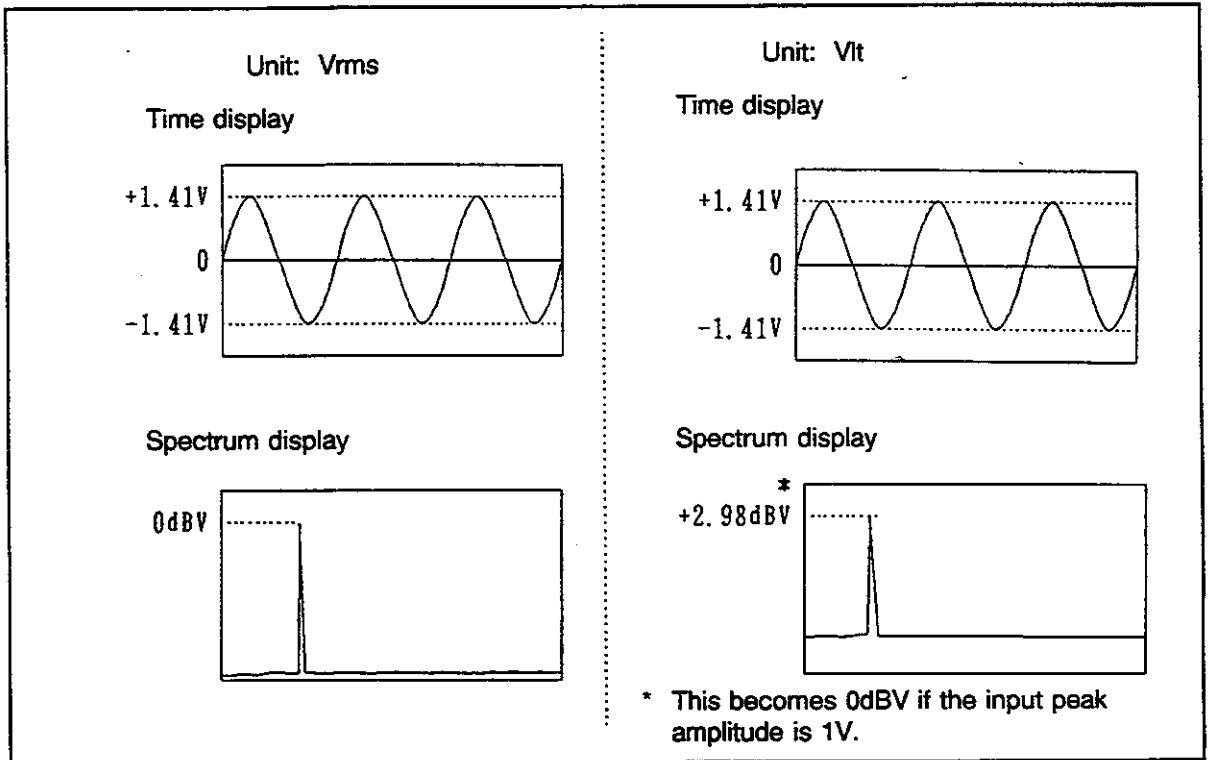 Unit: Vrms
Time display
+1.41V
0
-1.41V
Spectrum display
0dBV
Unit: Vlt
Time display
+1.41V
0
-1.41V
Spectrum display
*
+2.98dBV
* This becomes 0dBV if the input peak
amplitude is 1V.